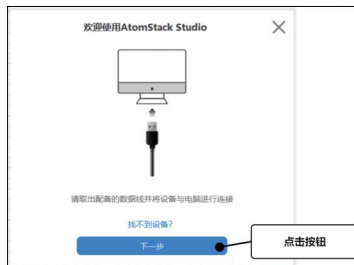 欢迎使用AtomStack Studio
请取出配备的数据线并将设备与电脑进行连接
找不到设备?
下一步
点击按钮